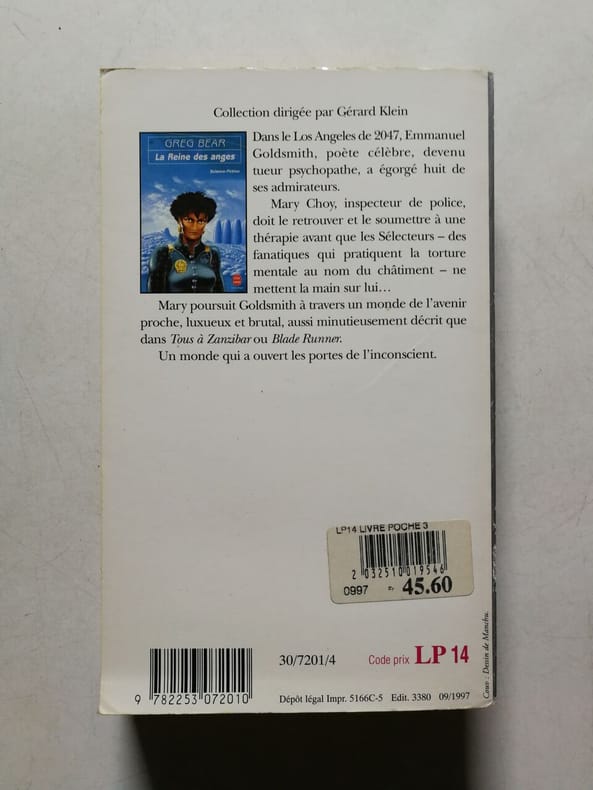 Collection dirigée par Gérard Klein
GREG BEAR
La Reine des anges
Science-Fiction
Dans le Los Angeles de 2047, Emmanuel
Goldsmith, poète célèbre, devenu
tueur psychopathe, a égorgé huit de
ses admirateurs.
Mary Choy, inspecteur de police,
doit le retrouver et le soumettre à une
thérapie avant que les Sélecteurs – des
fanatiques qui pratiquent la torture
mentale au nom du châtiment – ne
mettent la main sur lui…
Mary poursuit Goldsmith à travers un monde de l'avenir
proche, luxueux et brutal, aussi minutieusement décrit que
dans Tous à Zanzibar ou Blade Runner.
Un monde qui a ouvert les portes de l'inconscient.
LP14 LIVRE POCHE 3
2 032510 019546
0997 45.60
30/7201/4
Code prix LP 14
9 782253 072010
Dépôt légal Impr. 5166C-5 Edit. 3380 09/1997
Couv : Dessin de Manchu.